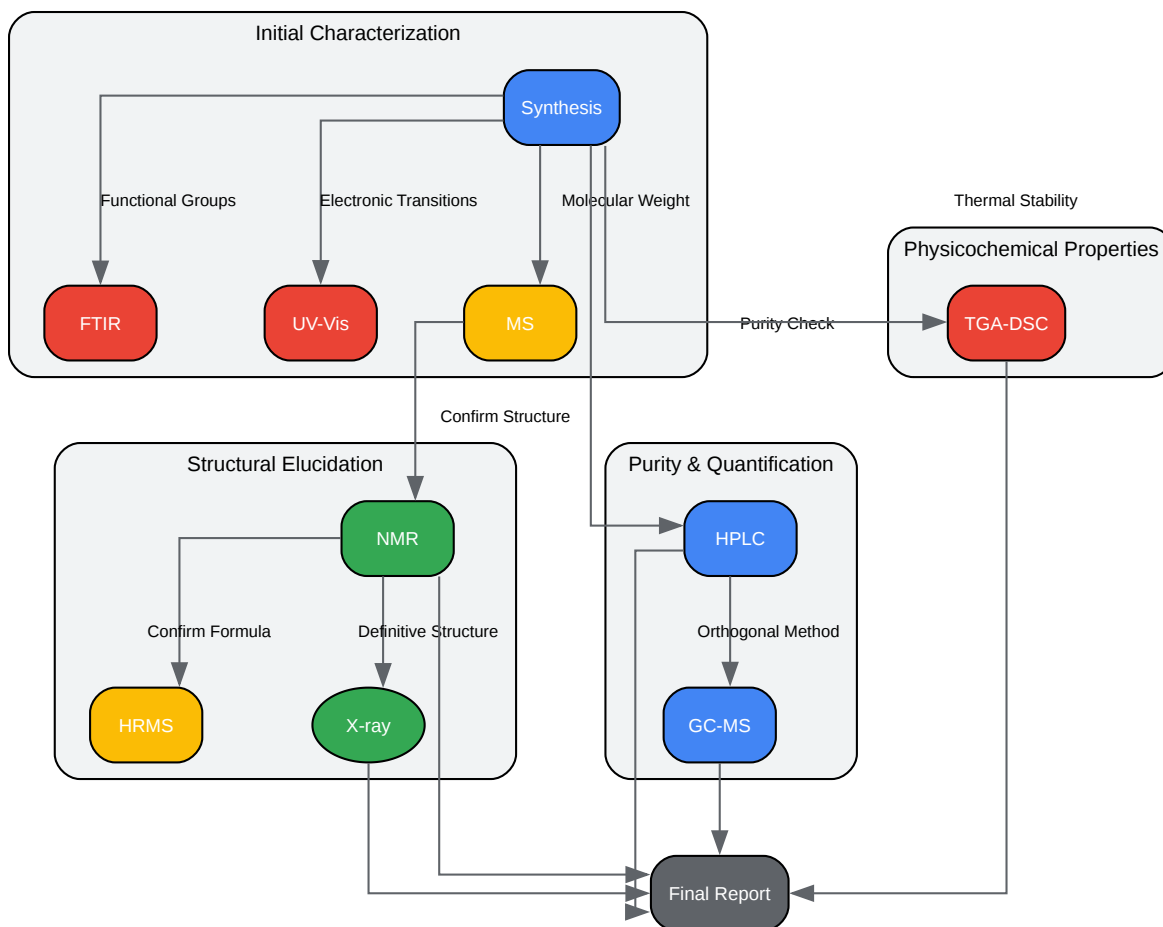 Initial Characterization
Synthesis
Functional Groups
Electronic Transitions
Molecular Weight
Thermal Stability
Physicochemical Properties
FTIR
UV-Vis
MS
Purity Check
TGA-DSC
Confirm Structure
Structural Elucidation
Purity & Quantification
NMR
HPLC
Confirm Formula
Definitive Structure
Orthogonal Method
HRMS
X-ray
GC-MS
Final Report